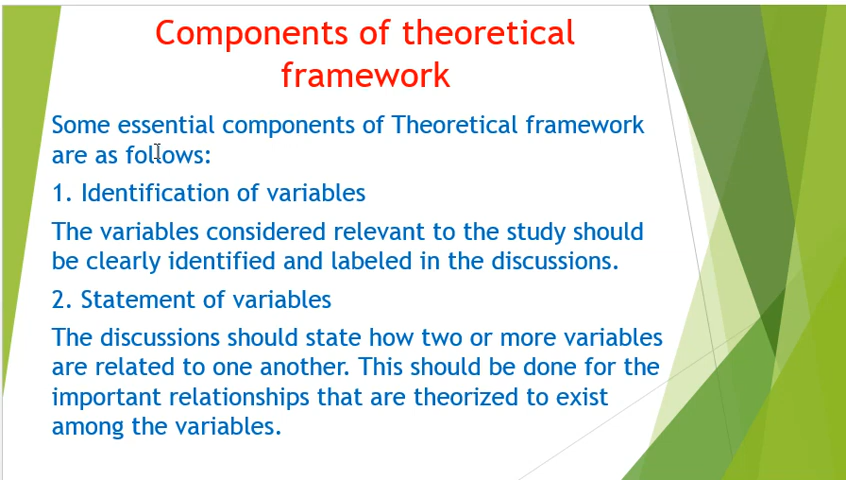 Components of theoretical
framework
Some essential components of Theoretical framework
are as follows:
1. Identification of variables
The variables considered relevant to the study should
be clearly identified and labeled in the discussions.
2. Statement of variables
The discussions should state how two or more variables
are related to one another. This should be done for the
important relationships that are theorized to exist
among the variables.